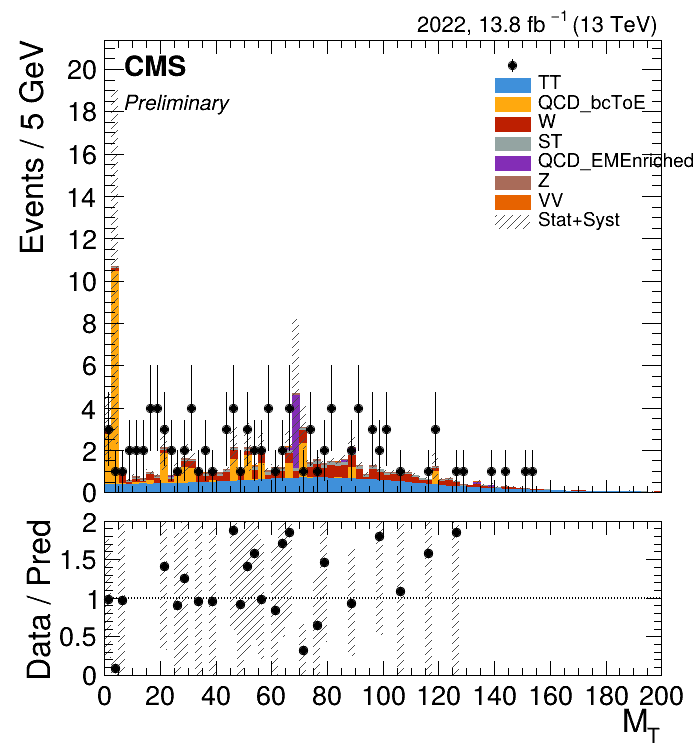 2022, 13.8 fb⁻¹ (13 TeV)
CMS
Preliminary
TT
QCD_bcToE
W
ST
QCD_EMEnriched
Z
VV
Stat+Syst
Events / 5 GeV
20
18
16
14
12
10
8
6
4
2
0
Data / Pred
2
1.5
1
0.5
0
0 20 40 60 80 100 120 140 160 180 200
M_T